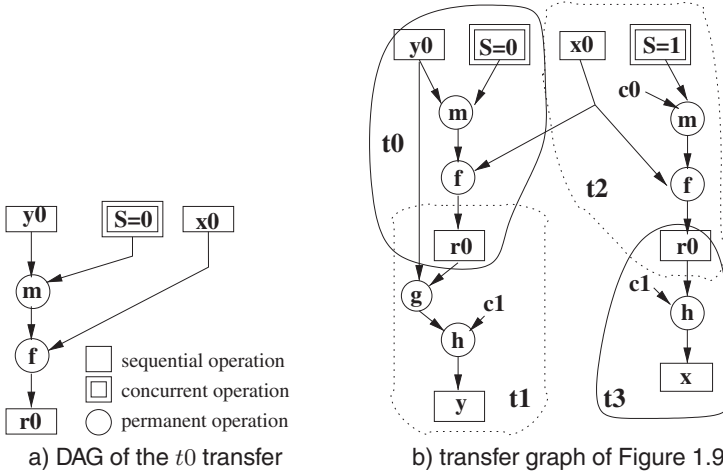 y0
S=0
x0
m
f
r0
sequential operation
concurrent operation
permanent operation
a) DAG of the t0 transfer
y0
S=0
x0
S=1
c0
m
m
t0
f
f
t2
r0
r0
g
c1
c1
h
h
y
t1
x
t3
b) transfer graph of Figure 1.9